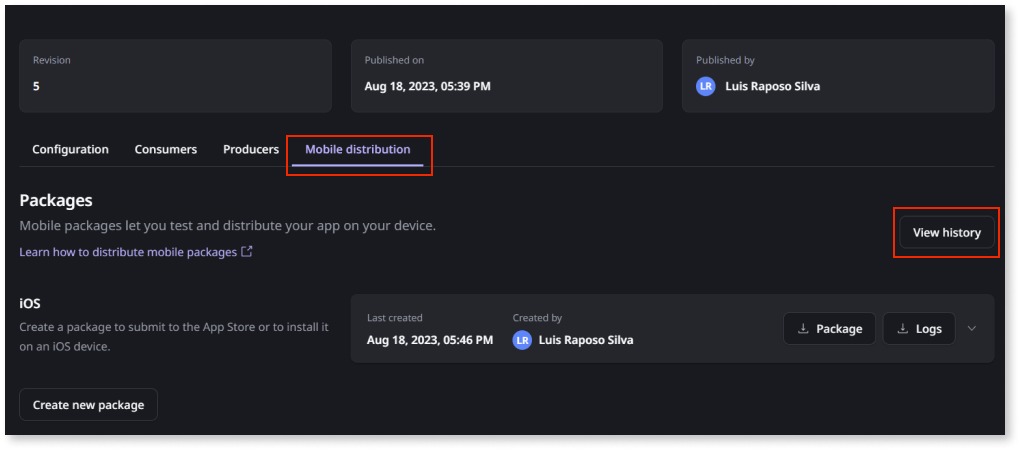 Revision
5
Published on
Aug 18, 2023, 05:39 PM
Published by
LR Luis Raposo Silva
Configuration Consumers Producers Mobile distribution
Packages
Mobile packages let you test and distribute your app on your device.
Learn how to distribute mobile packages
View history
iOS
Create a package to submit to the App Store or to install it
on an iOS device.
Last created
Aug 18, 2023, 05:46 PM
Created by
LR Luis Raposo Silva
Package
Logs
Create new package